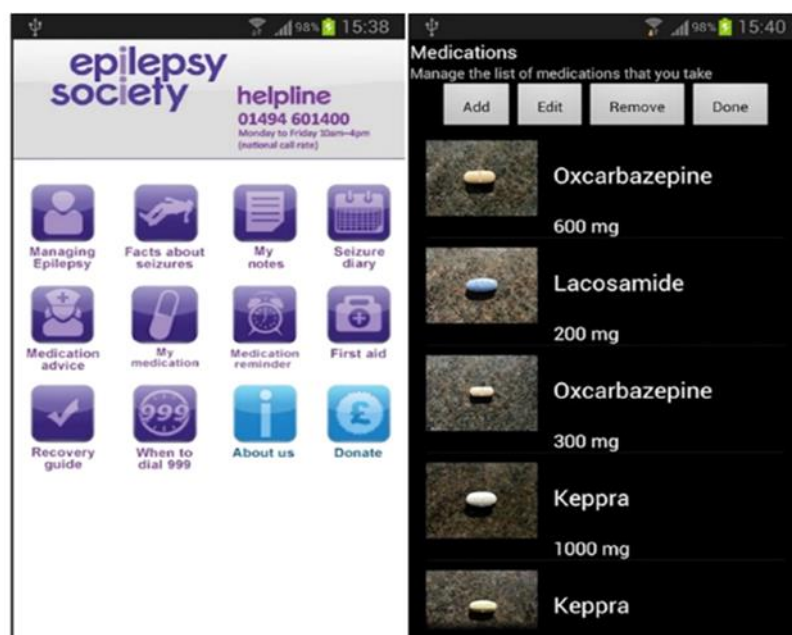 98% 15:38
epilepsy
society
helpline
01494 601400
Monday to Friday 10am-4pm
(national call rate)
Managing
Epilepsy
Facts about
seizures
My
notes
Seizure
diary
Medication
advice
My
medication
Medication
reminder
First aid
Recovery
guide
999
When to
dial 999
About us
£
Donate
98% 15:40
Medications
Manage the list of medications that you take
Add Edit Remove Done
Oxcarbazepine
600 mg
Lacosamide
200 mg
Oxcarbazepine
300 mg
Keppra
1000 mg
Keppra